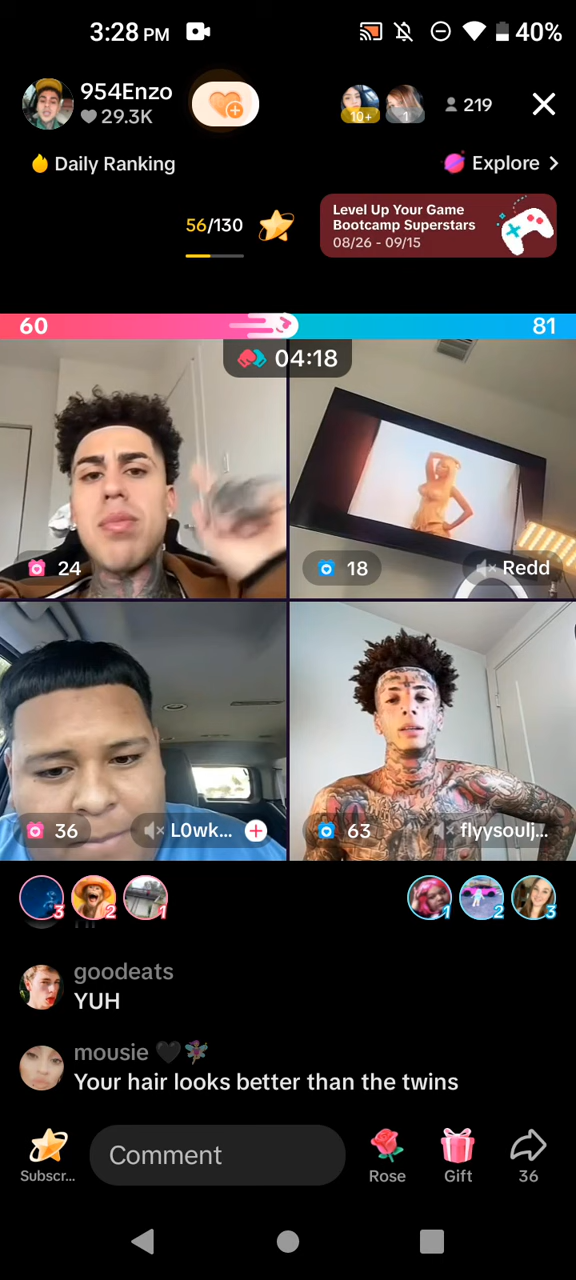 3:28 PM
40%
954Enzo
29.3K
10+
1
219
Daily Ranking
Explore
56/130
Level Up Your Game
Bootcamp Superstars
08/26 - 09/15
60
81
04:18
24
18
Redd
36
L0wk...
63
flyysoulj...
3
2
1
1
2
3
goodeats
YUH
mousie 🖤🧚
Your hair looks better than the twins
Subscr...
Comment
Rose
Gift
36